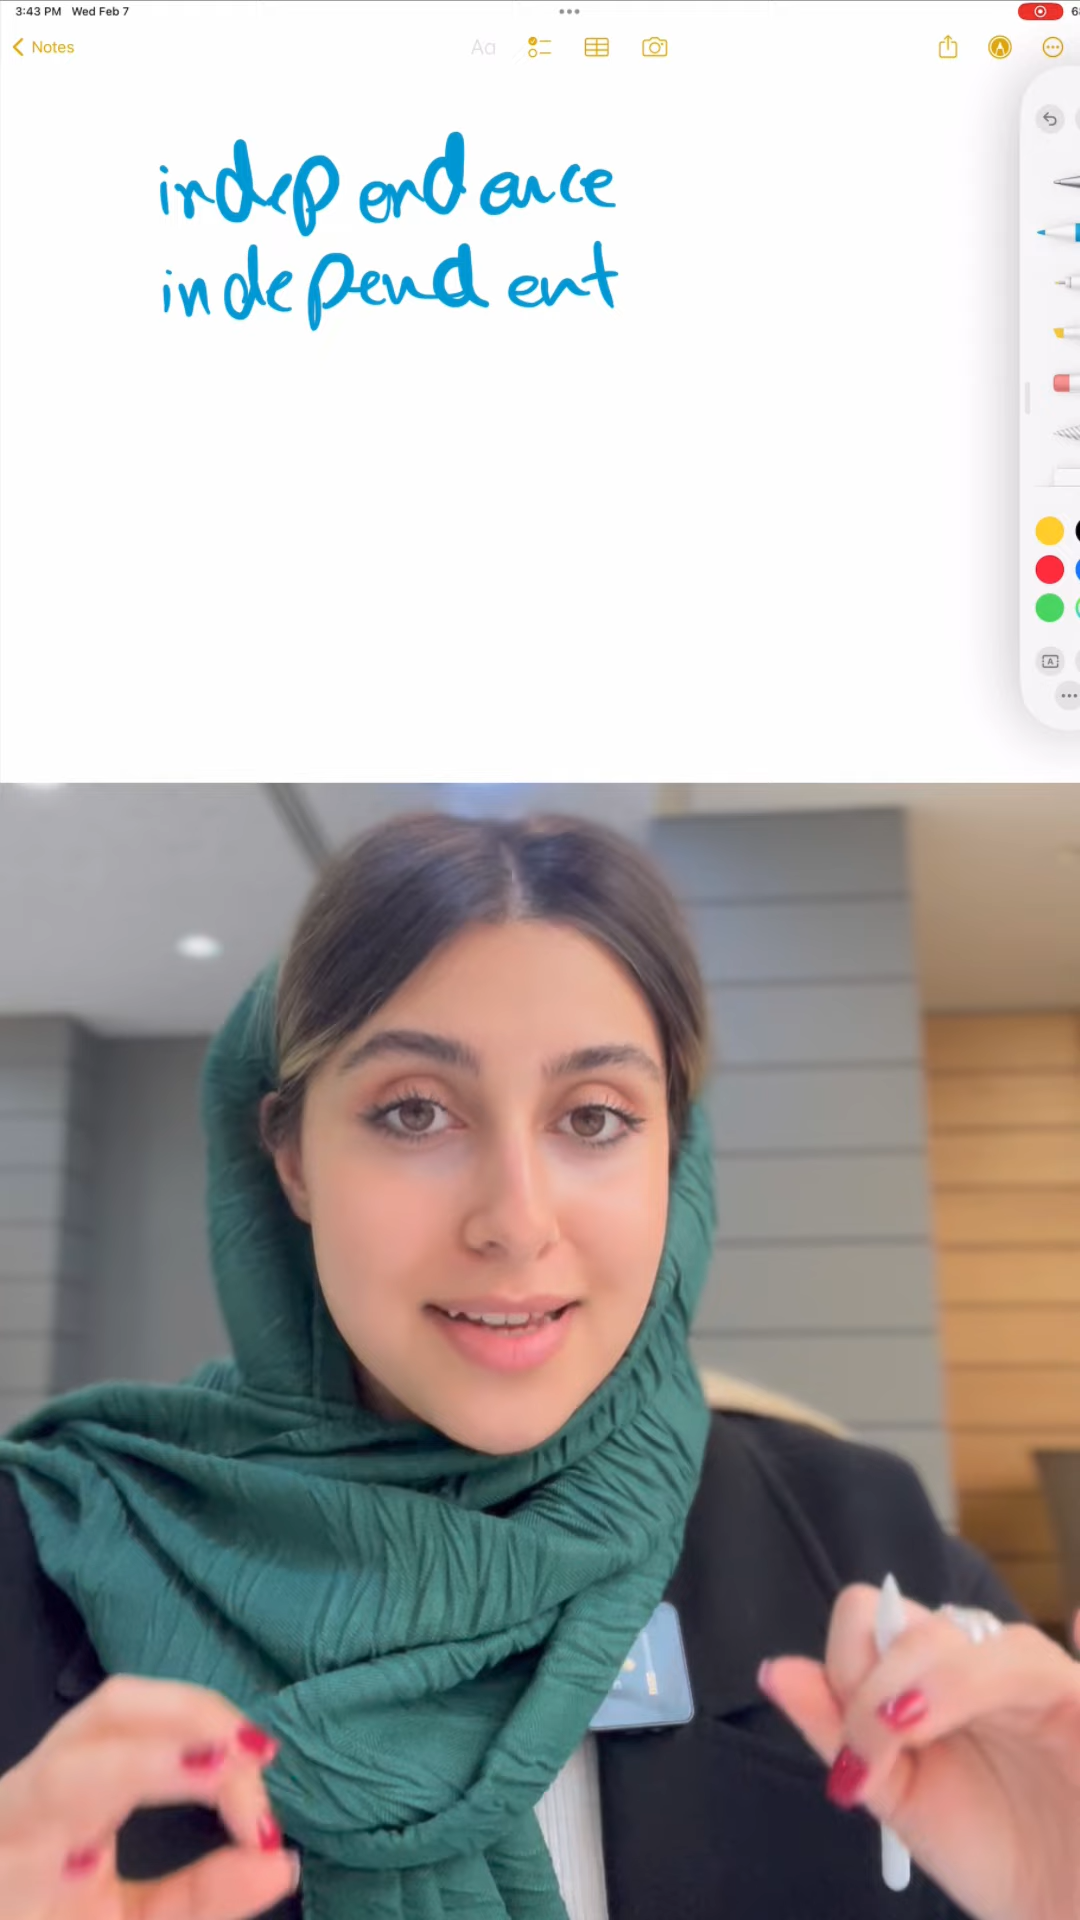 3:43 PM Wed Feb 7
Notes
Aa
independance
independent
A